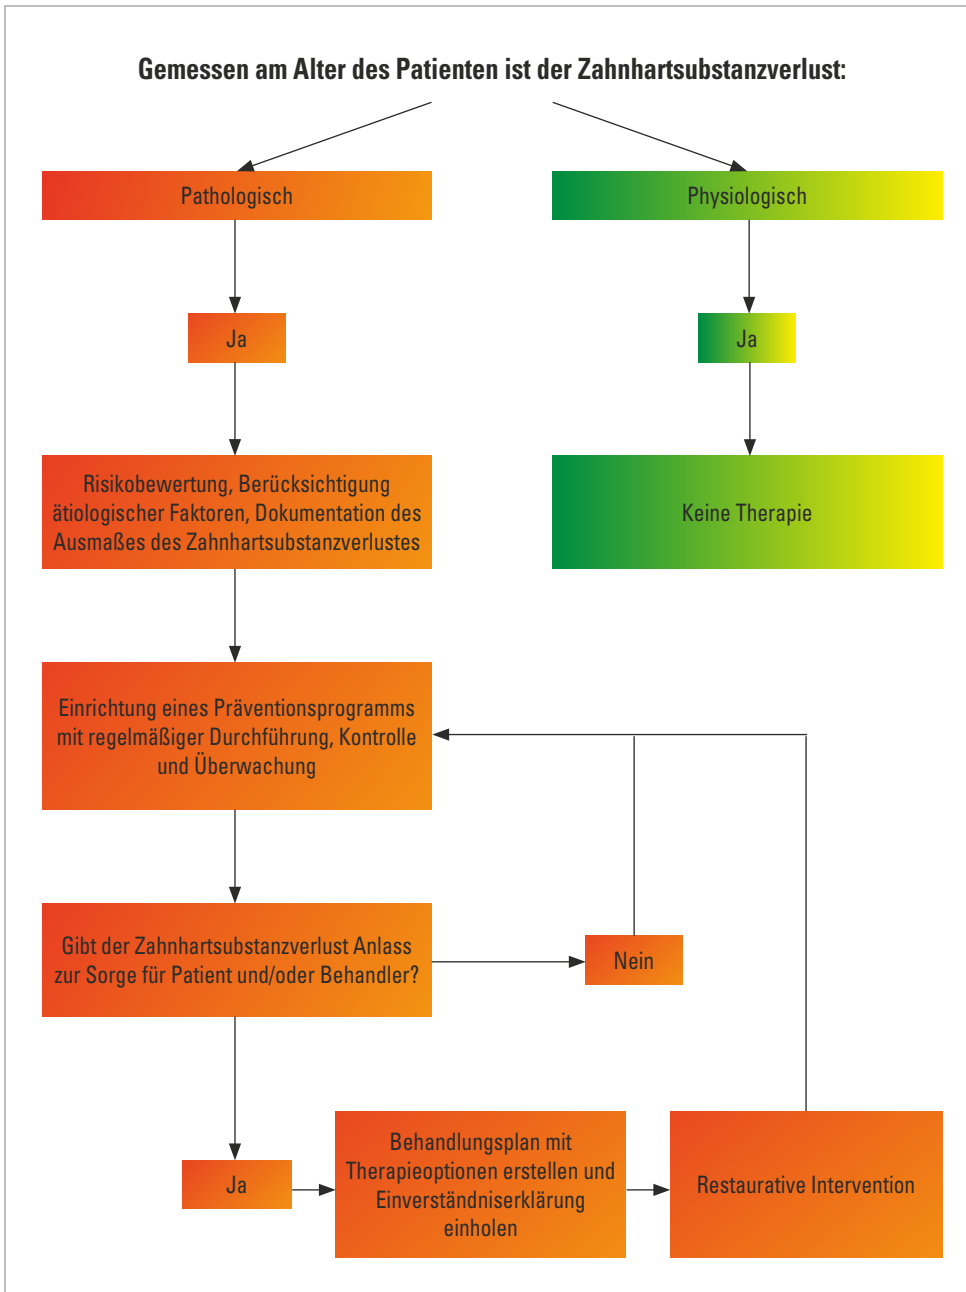 Gemessen am Alter des Patienten ist der Zahnhartsubstanzverlust:
Pathologisch
Physiologisch
Ja
Ja
Risikobewertung, Berücksichtigung
ätiologischer Faktoren, Dokumentation des
Ausmaßes des Zahnhartsubstanzverlustes
Keine Therapie
Einrichtung eines Präventionsprogramms
mit regelmäßiger Durchführung, Kontrolle
und Überwachung
Gibt der Zahnhartsubstanzverlust Anlass
zur Sorge für Patient und/oder Behandler?
Nein
Ja
Behandlungsplan mit
Therapieoptionen erstellen und
Einverständniserklärung
einholen
Restaurative Intervention